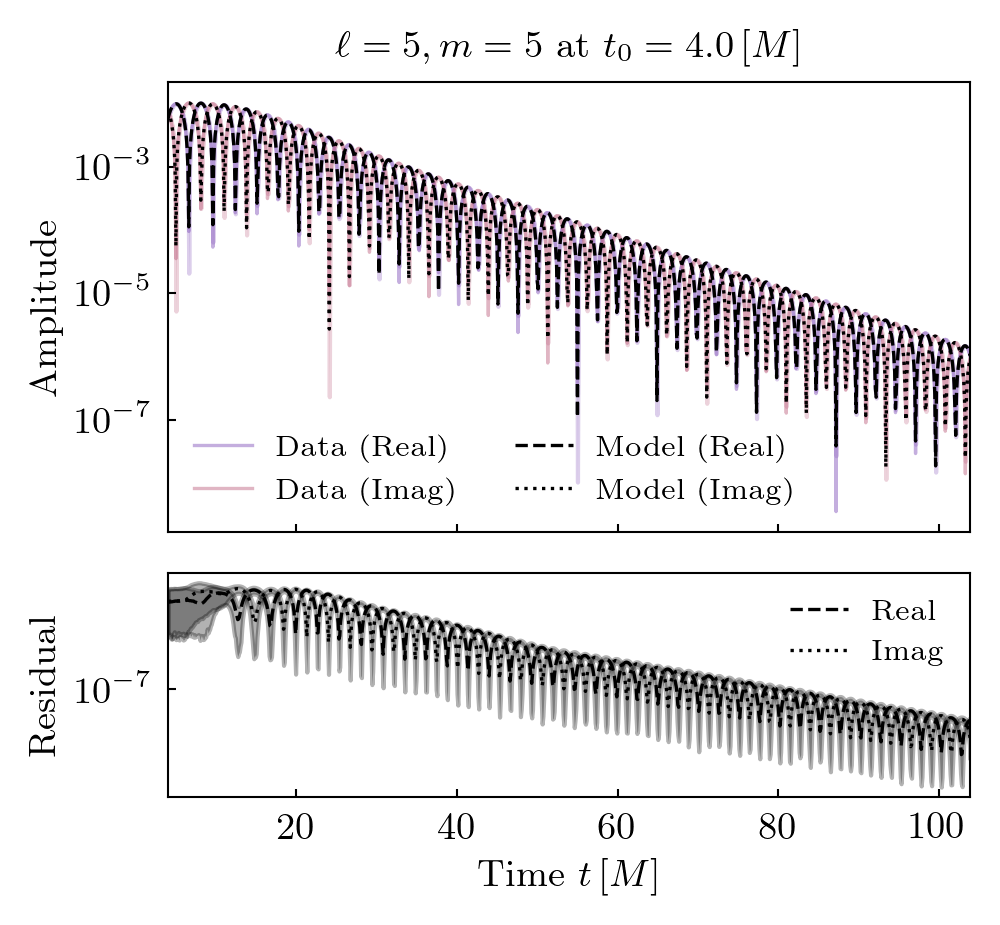 ℓ = 5, m = 5 at t₀ = 4.0 [M]
Amplitude
10⁻³
10⁻⁵
10⁻⁷
Data (Real)
Data (Imag)
Model (Real)
Model (Imag)
Residual
10⁻⁷
Real
Imag
20 40 60 80 100
Time t [M]